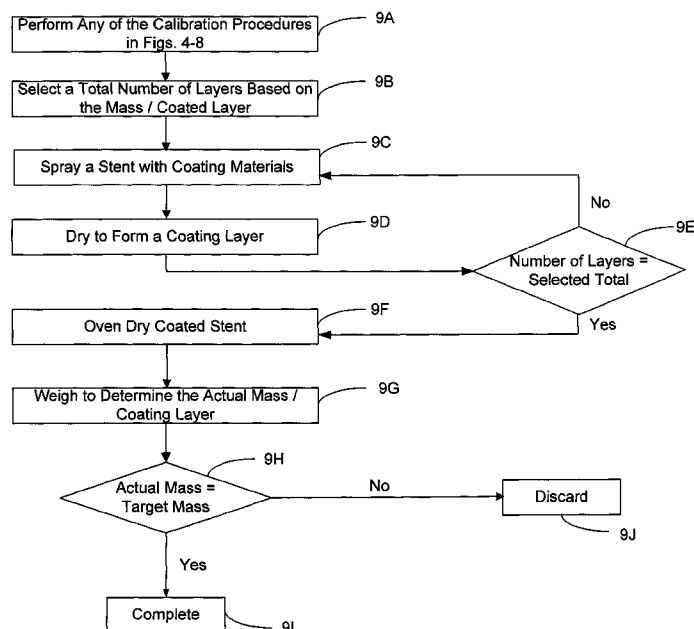 Perform Any of the Calibration Procedures
in Figs. 4-8
9A
Select a Total Number of Layers Based on
the Mass / Coated Layer
9B
Spray a Stent with Coating Materials
9C
Dry to Form a Coating Layer
9D
No
9E
Number of Layers =
Selected Total
Yes
Oven Dry Coated Stent
9F
Weigh to Determine the Actual Mass /
Coating Layer
9G
Actual Mass =
Target Mass
9H
No
Discard
9J
Yes
Complete
9I